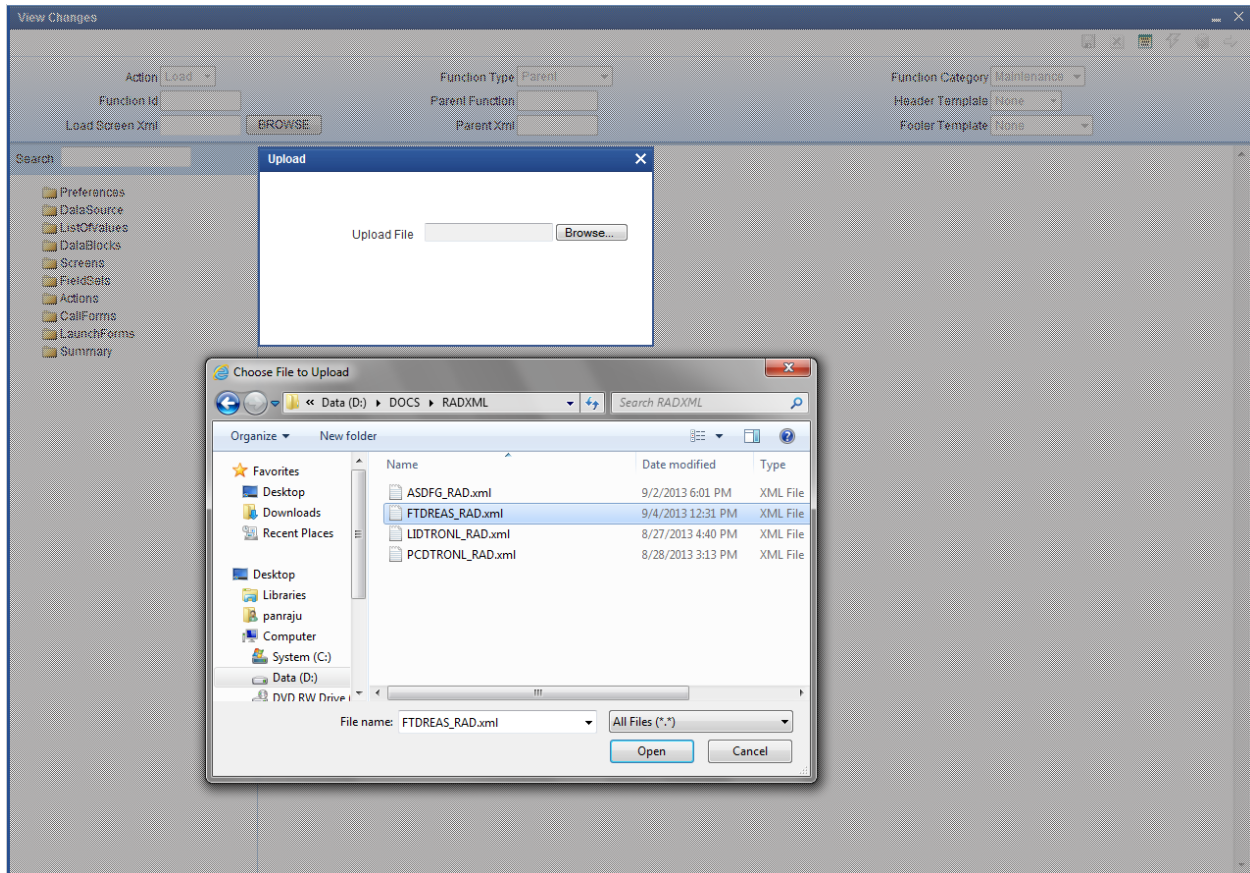 View Changes
Action Load Function Type Parent Function Category Maintenance
Function Id Parent Function Header Template None
Load Screen Xml BROWSE Parent Xml Footer Template None
Search
Preferences
DataSource
ListOfValues
DataBlocks
Screens
FieldSets
Actions
CallForms
LaunchForms
Summary
Upload
Upload File Browse...
Choose File to Upload
« Data (D:) DOCS RADXML Search RADXML
Organize New folder
Favorites
Desktop
Downloads
Recent Places
Desktop
Libraries
panraju
Computer
System (C:)
Data (D:)
DVD RW Drive
Name Date modified Type
ASDFG_RAD.xml 9/2/2013 6:01 PM XML File
FTDREAS_RAD.xml 9/4/2013 12:31 PM XML File
LIDTRONL_RAD.xml 8/27/2013 4:40 PM XML File
PCDTRONL_RAD.xml 8/28/2013 3:13 PM XML File
File name: FTDREAS_RAD.xml All Files (*.*)
Open Cancel